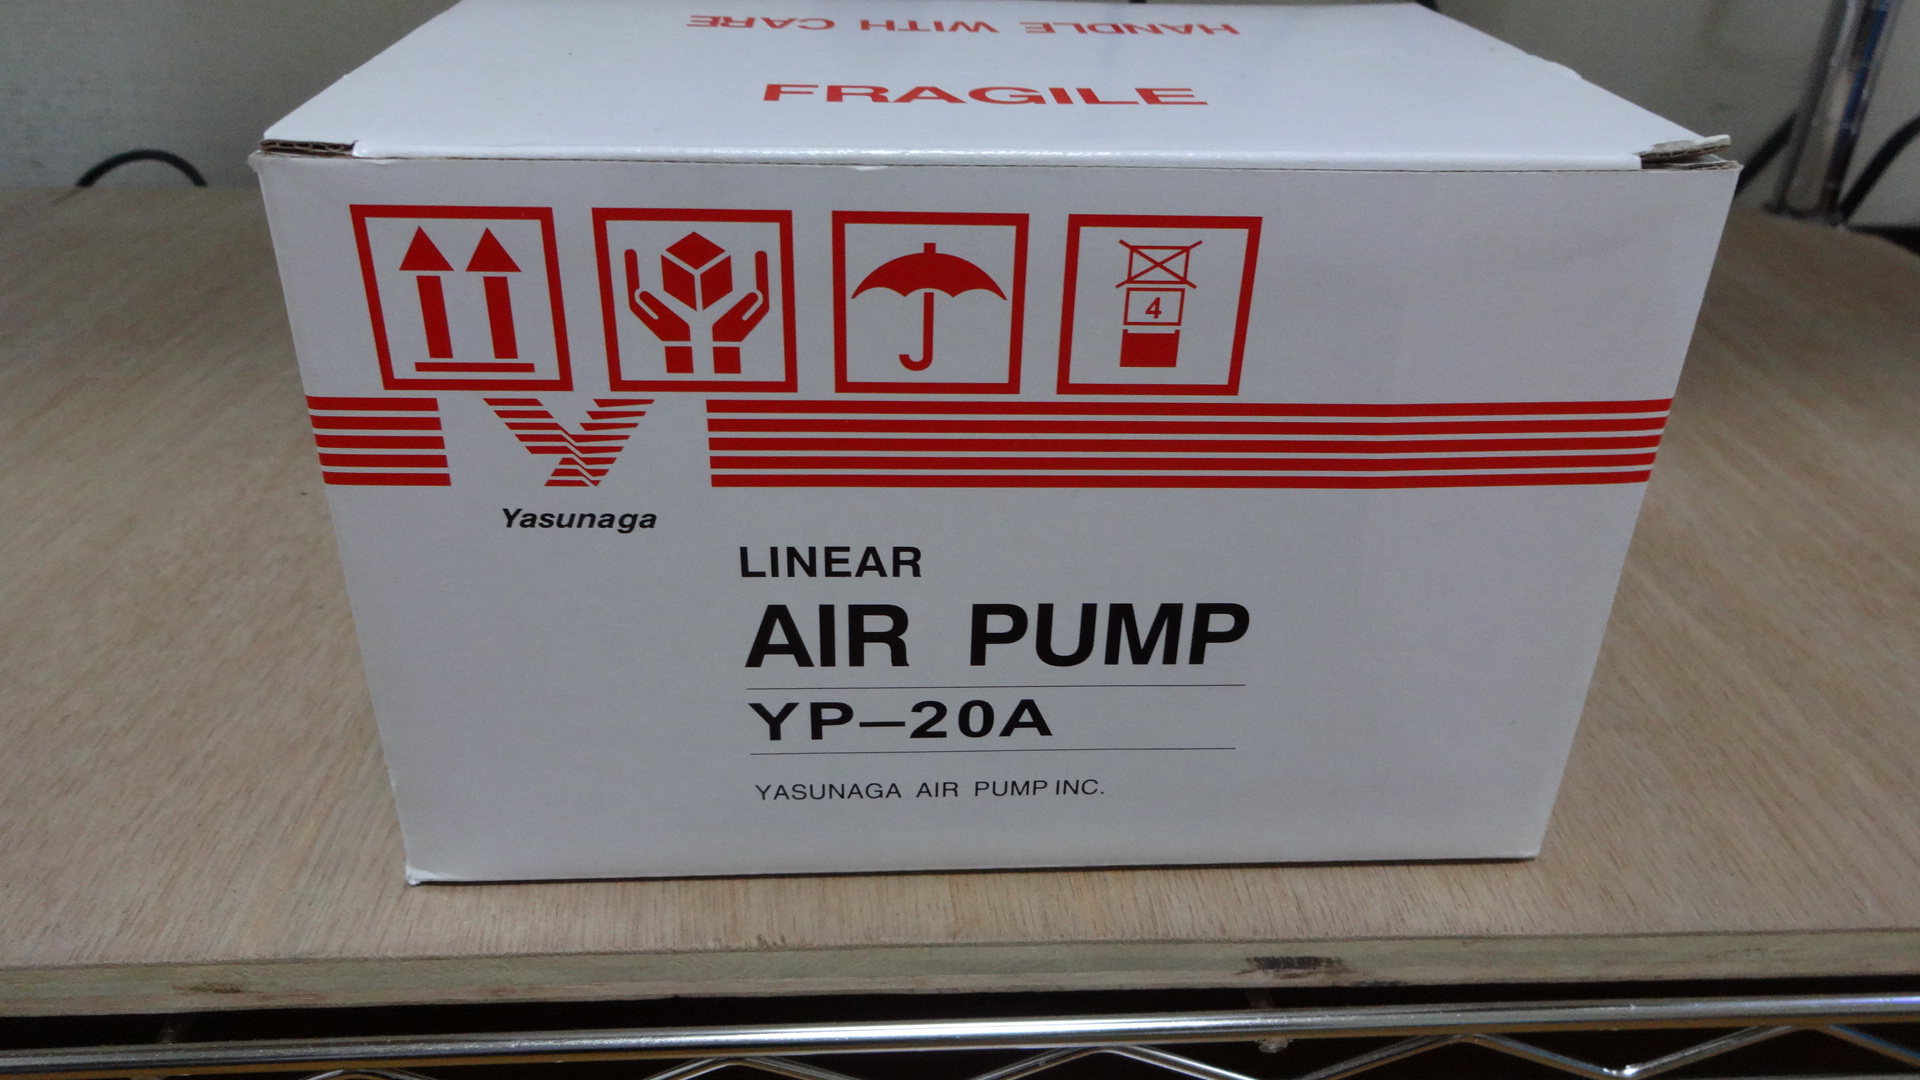 HANDLE WITH CARE
FRAGILE
4
Yasunaga
LINEAR
AIR PUMP
YP-20A
YASUNAGA AIR PUMP INC.